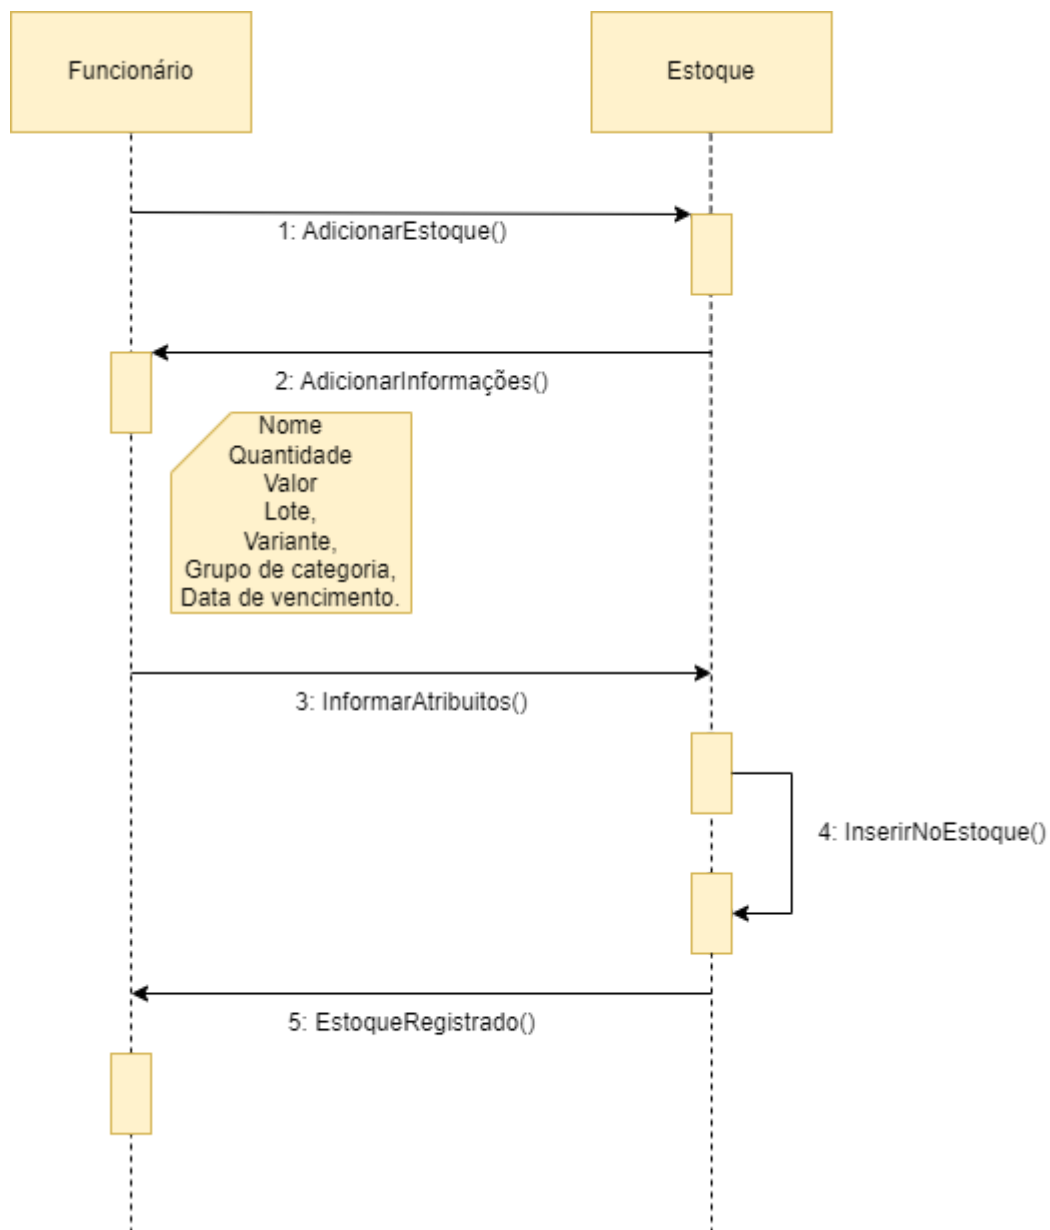 Funcionário
Estoque
1: AdicionarEstoque()
2: AdicionarInformações()
Nome
Quantidade
Valor
Lote,
Variante,
Grupo de categoria,
Data de vencimento.
3: InformarAtribuitos()
4: InserirNoEstoque()
5: EstoqueRegistrado()